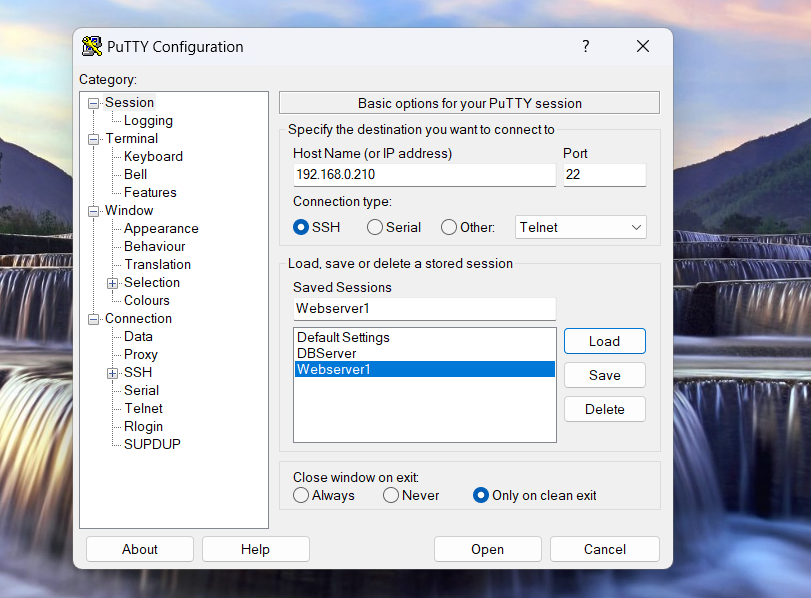 PuTTY Configuration ?
Category:
Session
Logging
Terminal
Keyboard
Bell
Features
Window
Appearance
Behaviour
Translation
Selection
Colours
Connection
Data
Proxy
SSH
Serial
Telnet
Rlogin
SUPDUP
Basic options for your PuTTY session
Specify the destination you want to connect to
Host Name (or IP address) Port
192.168.0.210 22
Connection type:
SSH Serial Other: Telnet
Load, save or delete a stored session
Saved Sessions
Webserver1
Default Settings
DBServer
Webserver1
Load
Save
Delete
Close window on exit:
Always Never Only on clean exit
About Help Open Cancel